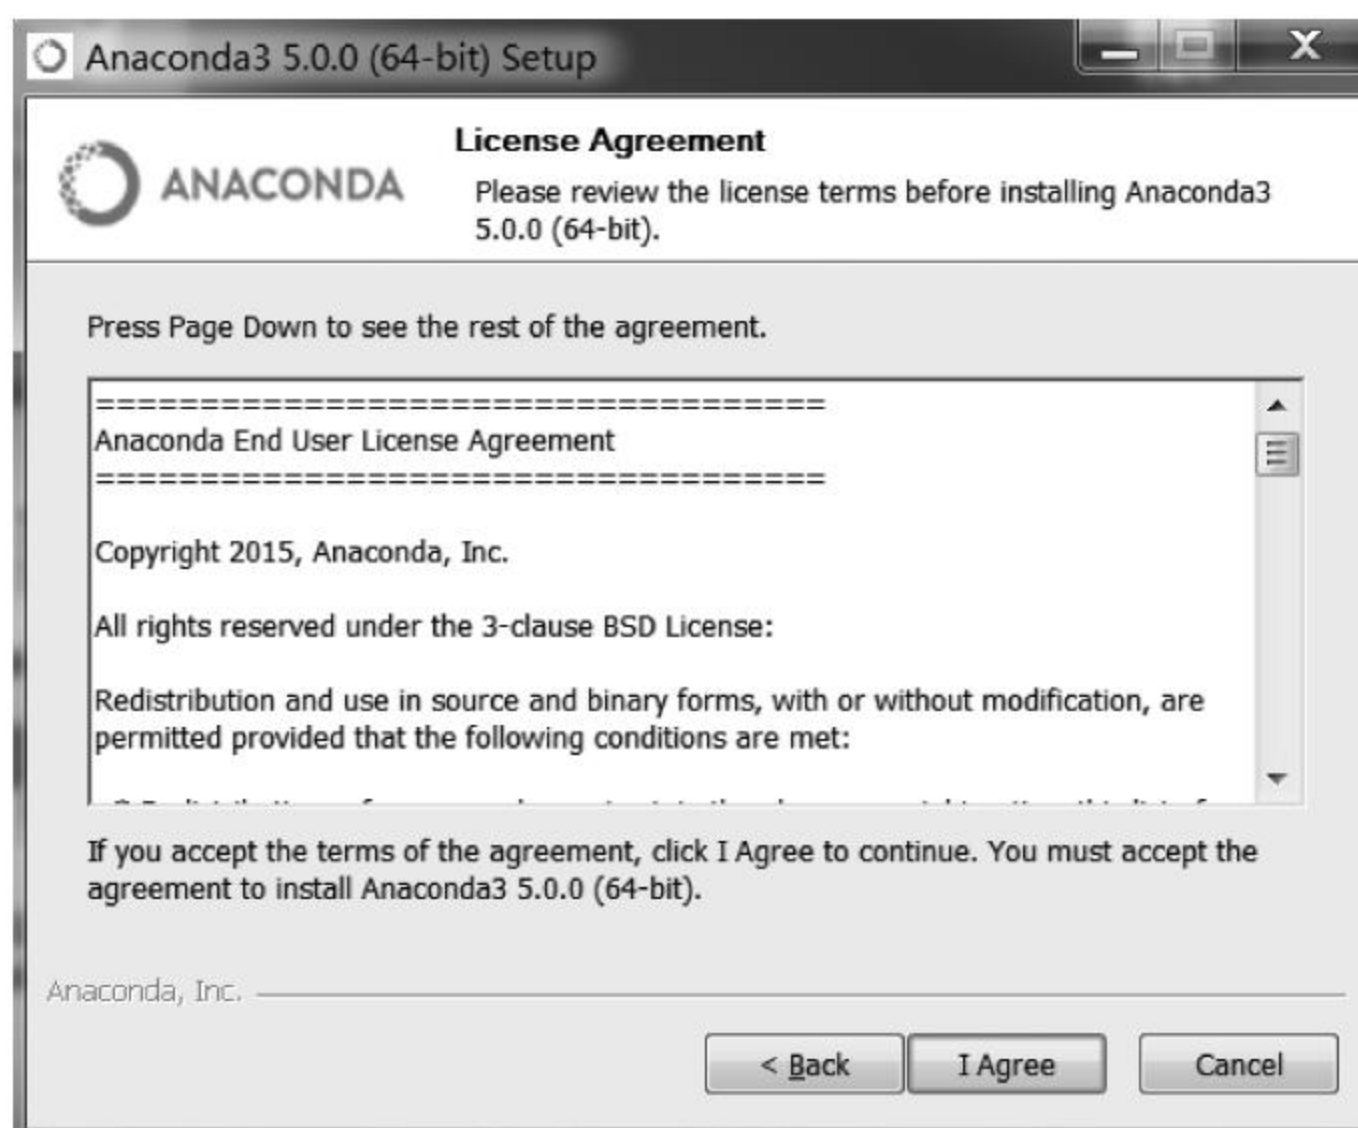 Anaconda3 5.0.0 (64-bit) Setup
ANACONDA
License Agreement
Please review the license terms before installing Anaconda3
5.0.0 (64-bit).
Press Page Down to see the rest of the agreement.
===================================
Anaconda End User License Agreement
===================================
Copyright 2015, Anaconda, Inc.
All rights reserved under the 3-clause BSD License:
Redistribution and use in source and binary forms, with or without modification, are
permitted provided that the following conditions are met:
If you accept the terms of the agreement, click I Agree to continue. You must accept the
agreement to install Anaconda3 5.0.0 (64-bit).
Anaconda, Inc.
< Back
I Agree
Cancel